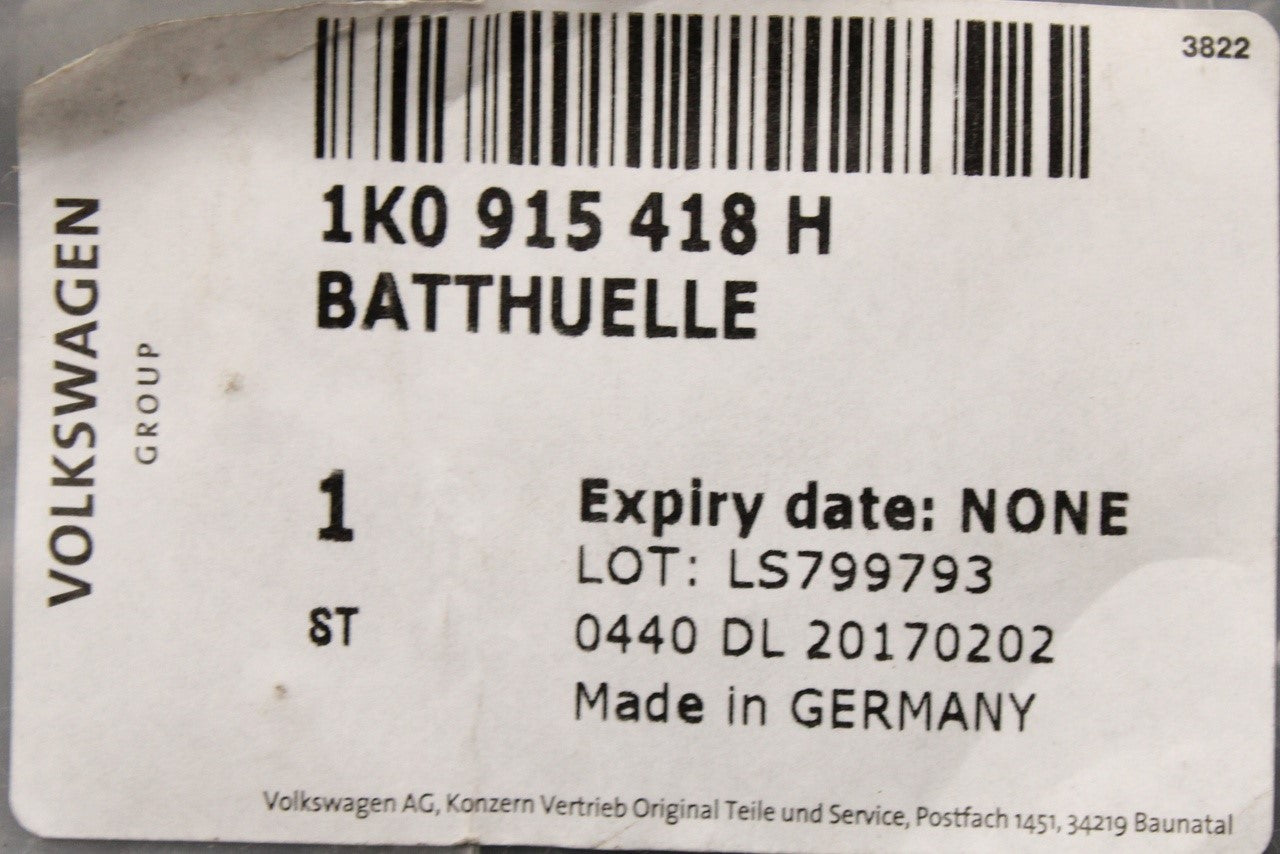 3822
1K0 915 418 H
BATTHUELLE
VOLKSWAGEN
GROUP
1
ST
Expiry date: NONE
LOT: LS799793
0440 DL 20170202
Made in GERMANY
Volkswagen AG, Konzern Vertrieb Original Teile und Service, Postfach 1451, 34219 Baunatal